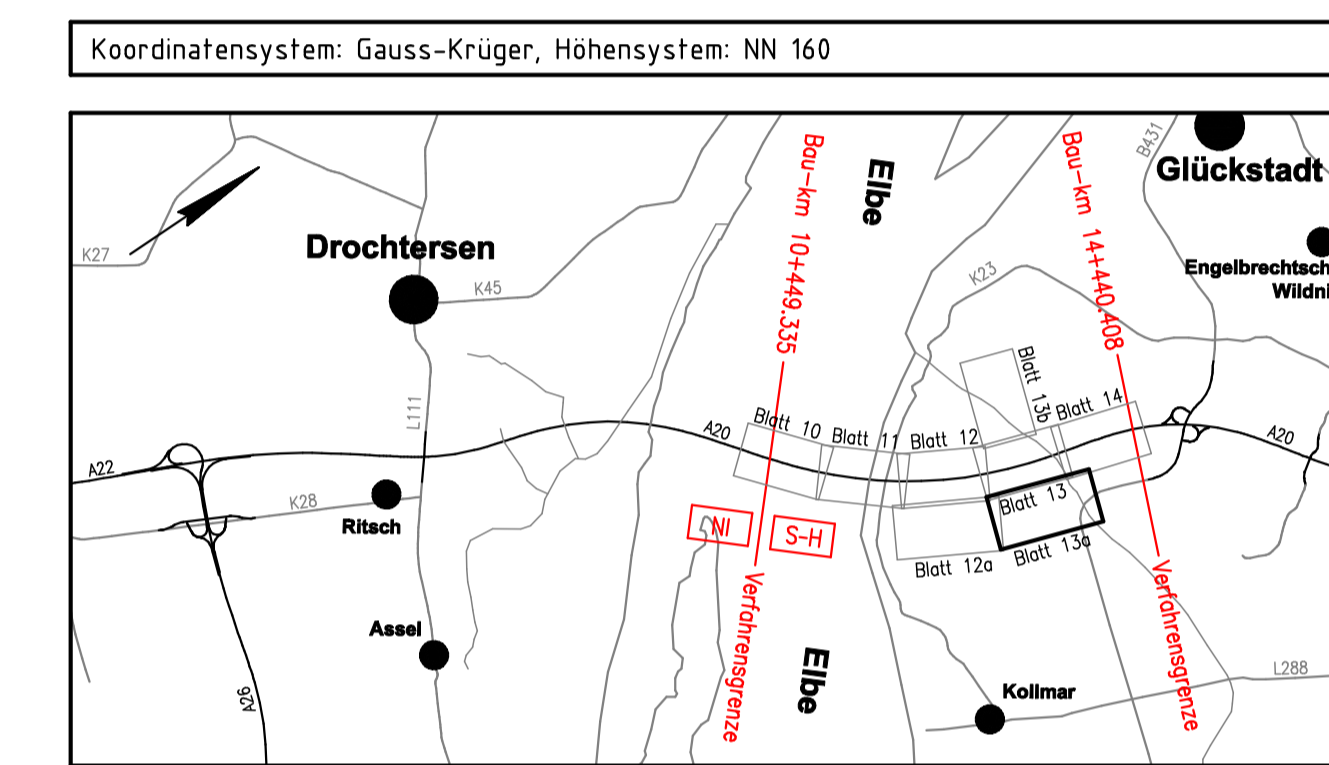 Koordinatensystem: Gauss-Krüger, Höhensystem: NN 160
K27
Drochtersen
K45
L111
A22
K28
Ritsch
Assel
A26
Bau-km 10+449.335
Elbe
K23
Bau-km 14+440.408
B431
Glückstadt
Engelbrechtsch
Wildni
A20
Blatt 10
Blatt 11
Blatt 12
Blatt 13b
Blatt 14
A20
Blatt 13
Blatt 13a
Blatt 12a
NI
S-H
Verfahrensgrenze
Elbe
Kollmar
Verfahrensgrenze
L288